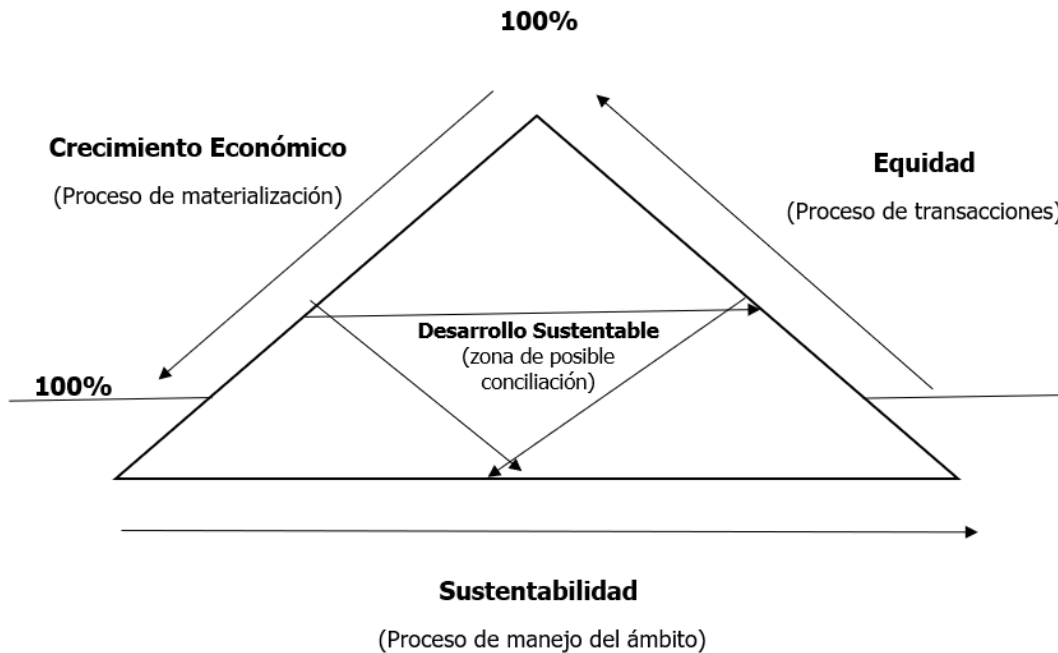 100%
Crecimiento Económico
(Proceso de materialización)
Equidad
(Proceso de transacciones)
Desarrollo Sustentable
(zona de posible
conciliación)
100%
Sustentabilidad
(Proceso de manejo del ámbito)